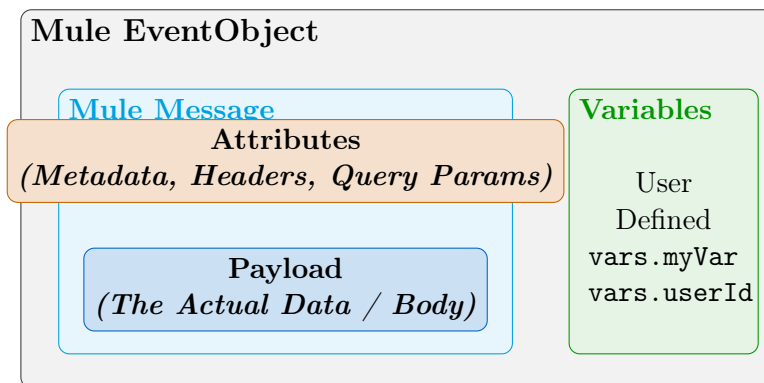 Mule EventObject
Mule Message
Attributes
(Metadata, Headers, Query Params)
Payload
(The Actual Data / Body)
Variables
User
Defined
vars.myVar
vars.userId